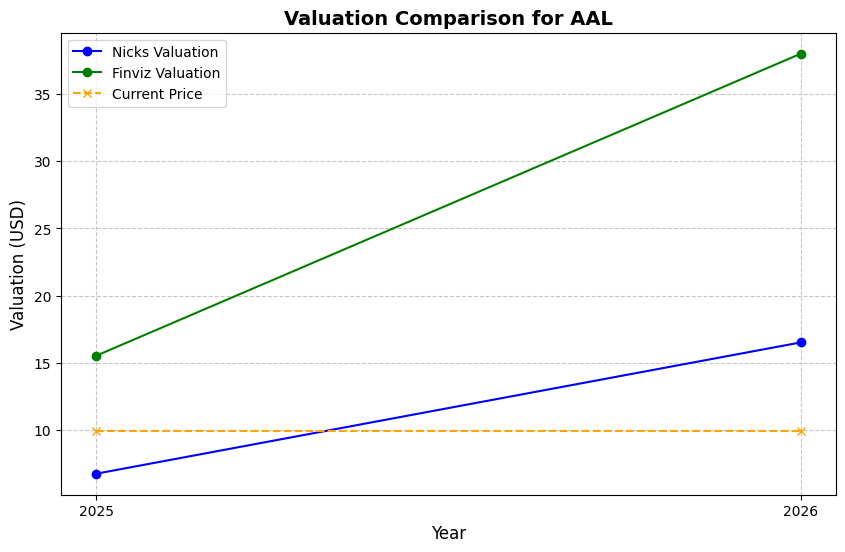 Valuation Comparison for AAL
Nicks Valuation
Finviz Valuation
Current Price
Valuation (USD)
35
30
25
20
15
10
2025
2026
Year